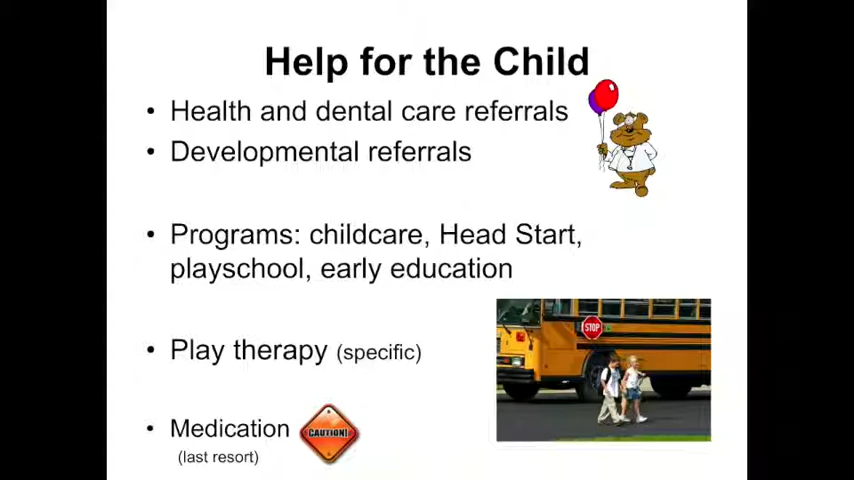 Help for the Child
• Health and dental care referrals
• Developmental referrals
• Programs: childcare, Head Start,
playschool, early education
STOP
• Play therapy (specific)
• Medication
CAUTION!
(last resort)